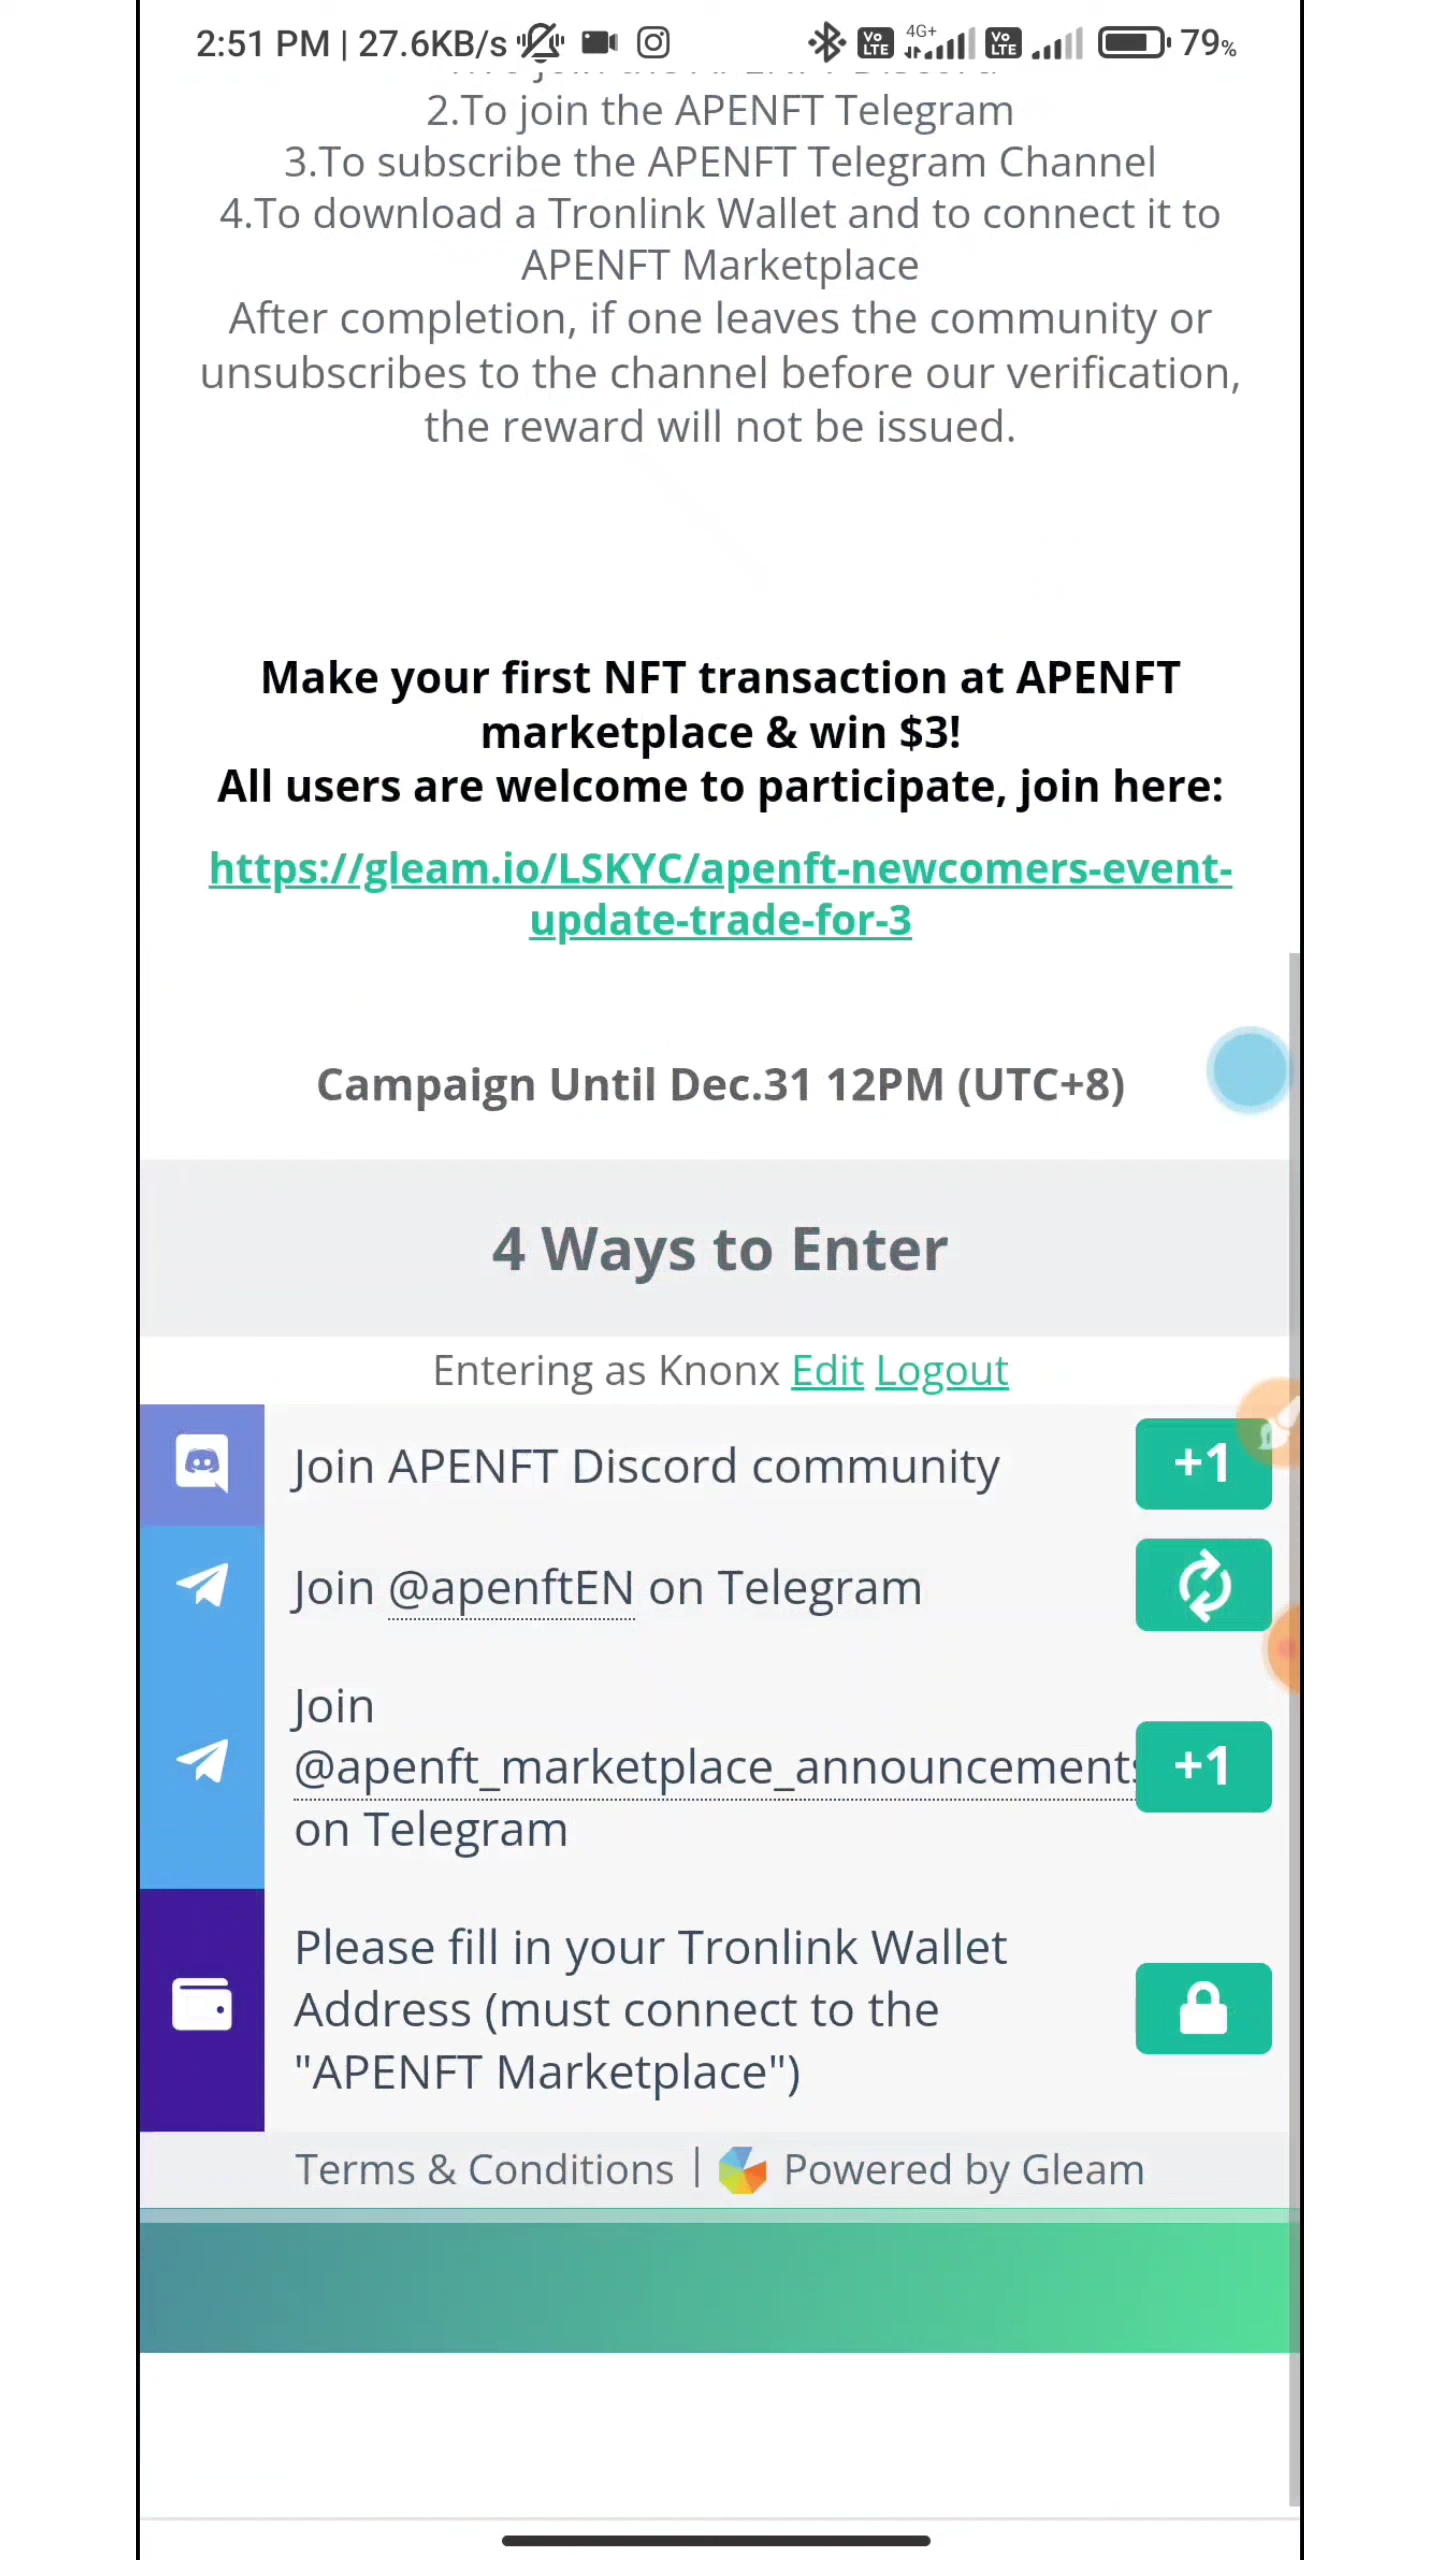 2:51 PM | 27.6KB/s
Vo LTE 4G+ Vo LTE 79%
2.To join the APENFT Telegram
3.To subscribe the APENFT Telegram Channel
4.To download a Tronlink Wallet and to connect it to
APENFT Marketplace
After completion, if one leaves the community or
unsubscribes to the channel before our verification,
the reward will not be issued.
Make your first NFT transaction at APENFT
marketplace & win $3!
All users are welcome to participate, join here:
https://gleam.io/LSKYC/apenft-newcomers-event-
update-trade-for-3
Campaign Until Dec.31 12PM (UTC+8)
4 Ways to Enter
Entering as Knonx Edit Logout
Join APENFT Discord community +1
Join @apenftEN on Telegram
Join
@apenft_marketplace_announcements +1
on Telegram
Please fill in your Tronlink Wallet
Address (must connect to the
"APENFT Marketplace")
Terms & Conditions | Powered by Gleam